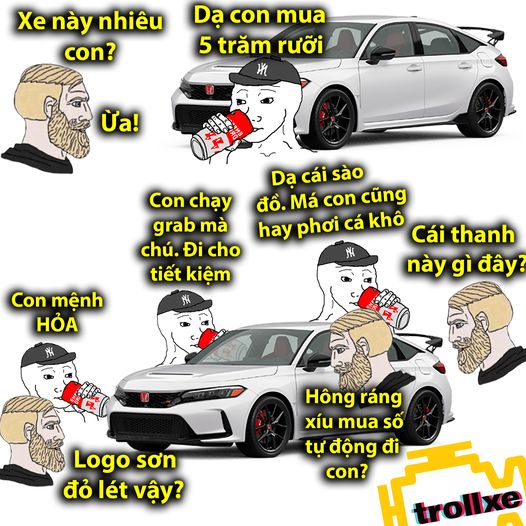 Xe này nhiêu
con?
Dạ con mua
5 trăm rưỡi
Ừa!
Dạ cái sào
đồ. Má con cũng
hay phơi cá khô
Cái thanh
này gì đây?
Con chạy
grab mà
chú. Đi cho
tiết kiệm
Hông ráng
xíu mua số
tự động đi
con?
Con mệnh
HỎA
Logo sơn
đỏ lét vậy?
trollxe